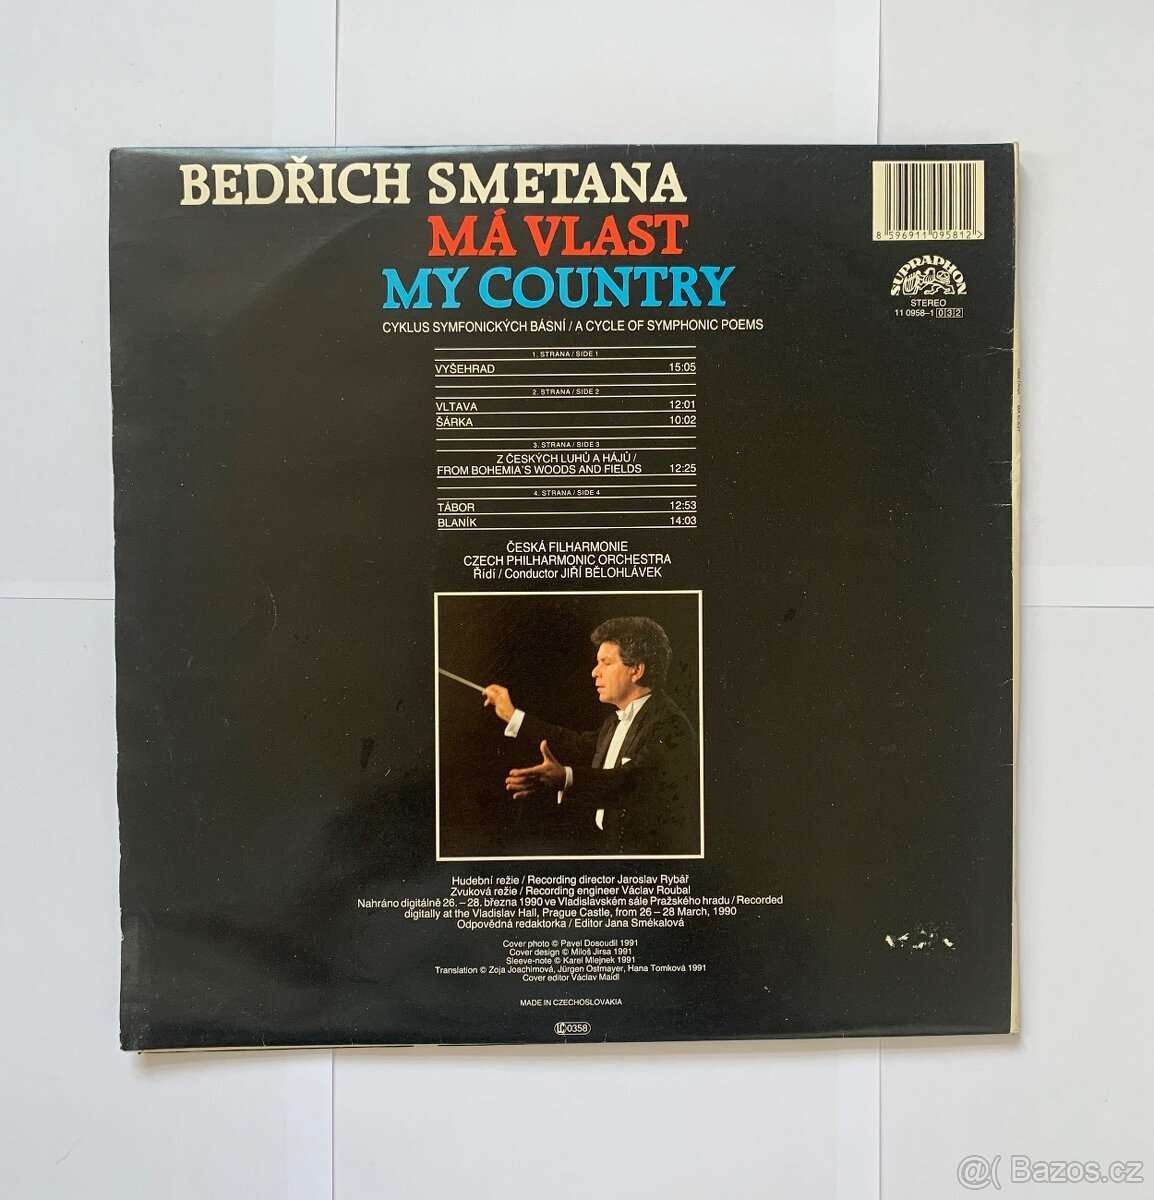 BEDŘICH SMETANA
MÁ VLAST
MY COUNTRY
CYKLUS SYMFONICKÝCH BÁSNÍ / A CYCLE OF SYMPHONIC POEMS
8 596911 095812 >
SUPRAPHON
STEREO
11 0958-1 032
1. STRANA / SIDE 1
VYŠEHRAD 15:05
2. STRANA / SIDE 2
VLTAVA 12:01
ŠÁRKA 10:02
3. STRANA / SIDE 3
Z ČESKÝCH LUHŮ A HÁJŮ /
FROM BOHEMIA'S WOODS AND FIELDS 12:25
4. STRANA / SIDE 4
TÁBOR 12:53
BLANÍK 14:03
ČESKÁ FILHARMONIE
CZECH PHILHARMONIC ORCHESTRA
Řídí / Conductor JIŘÍ BĚLOHLÁVEK
Hudební režie / Recording director Jaroslav Rybář
Zvuková režie / Recording engineer Václav Roubal
Nahráno digitálně 26. – 28. března 1990 ve Vladislavském sále Pražského hradu / Recorded
digitally at the Vladislav Hall, Prague Castle, from 26 – 28 March, 1990
Odpovědná redaktorka / Editor Jana Smékalová
Cover photo © Pavel Dosoudil 1991
Cover design © Miloš Jirsa 1991
Sleeve-note © Karel Mlejnek 1991
Translation © Zoja Joachimová, Jürgen Ostmayer, Hana Tomková 1991
Cover editor Václav Maidl
MADE IN CZECHOSLOVAKIA
LC 0358
SMETANA MÁ VLAST
@( Bazos.cz